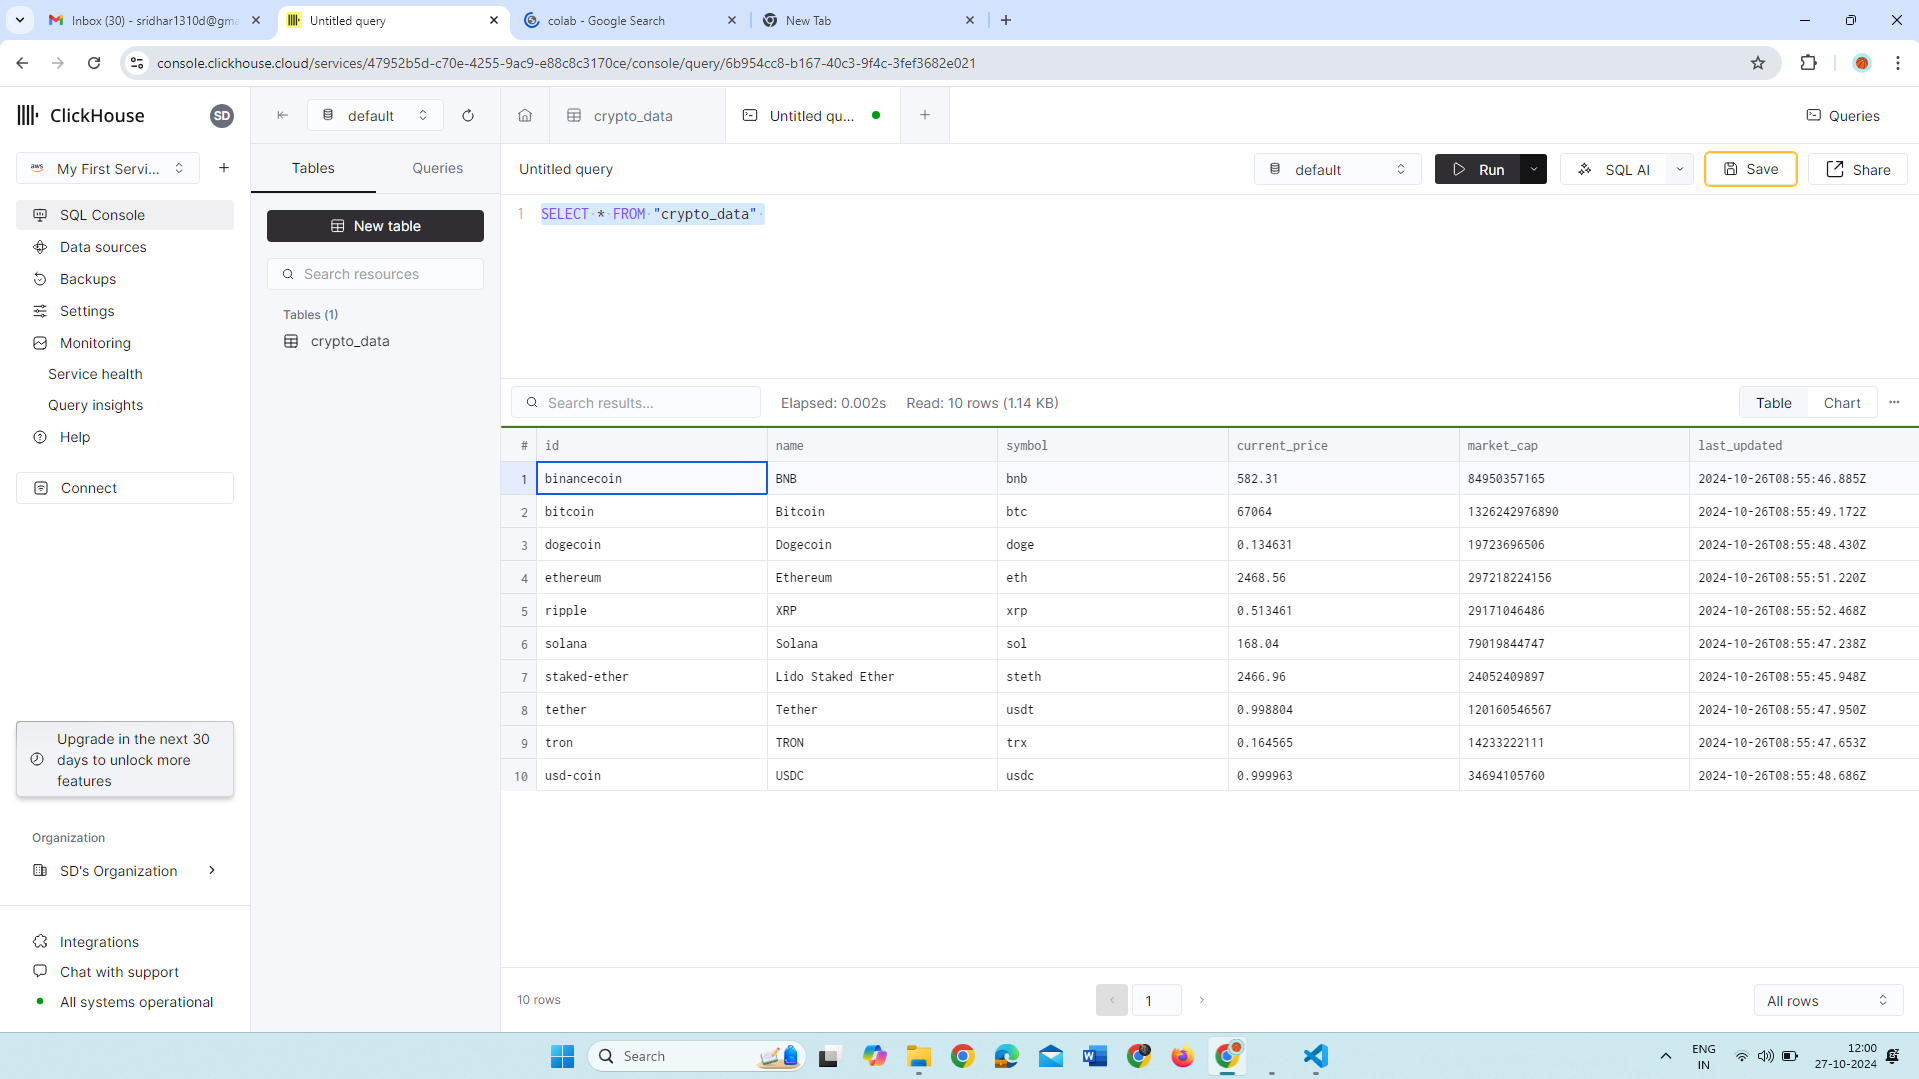 Inbox (30) - sridhar1310d@gma
Untitled query
colab - Google Search
New Tab
console.clickhouse.cloud/services/47952b5d-c70e-4255-9ac9-e88c8c3170ce/console/query/6b954cc8-b167-40c3-9f4c-3fef3682e021
ClickHouse
SD
default
crypto_data
Untitled qu...
Queries
aws My First Servi...
Tables
Queries
Untitled query
default
Run
SQL AI
Save
Share
SQL Console
Data sources
Backups
Settings
Monitoring
Service health
Query insights
Help
Connect
New table
Search resources
Tables (1)
crypto_data
1 SELECT * FROM "crypto_data"
Search results...
Elapsed: 0.002s
Read: 10 rows (1.14 KB)
Table
Chart
# id name symbol current_price market_cap last_updated
1 binancecoin BNB bnb 582.31 84950357165 2024-10-26T08:55:46.885Z
2 bitcoin Bitcoin btc 67064 1326242976890 2024-10-26T08:55:49.172Z
3 dogecoin Dogecoin doge 0.134631 19723696506 2024-10-26T08:55:48.430Z
4 ethereum Ethereum eth 2468.56 297218224156 2024-10-26T08:55:51.220Z
5 ripple XRP xrp 0.513461 29171046486 2024-10-26T08:55:52.468Z
6 solana Solana sol 168.04 79019844747 2024-10-26T08:55:47.238Z
7 staked-ether Lido Staked Ether steth 2466.96 24052409897 2024-10-26T08:55:45.948Z
8 tether Tether usdt 0.998804 120160546567 2024-10-26T08:55:47.950Z
9 tron TRON trx 0.164565 14233222111 2024-10-26T08:55:47.653Z
10 usd-coin USDC usdc 0.999963 34694105760 2024-10-26T08:55:48.686Z
Upgrade in the next 30
days to unlock more
features
Organization
SD's Organization
Integrations
Chat with support
All systems operational
10 rows
1
All rows
Search
ENG
IN
12:00
27-10-2024